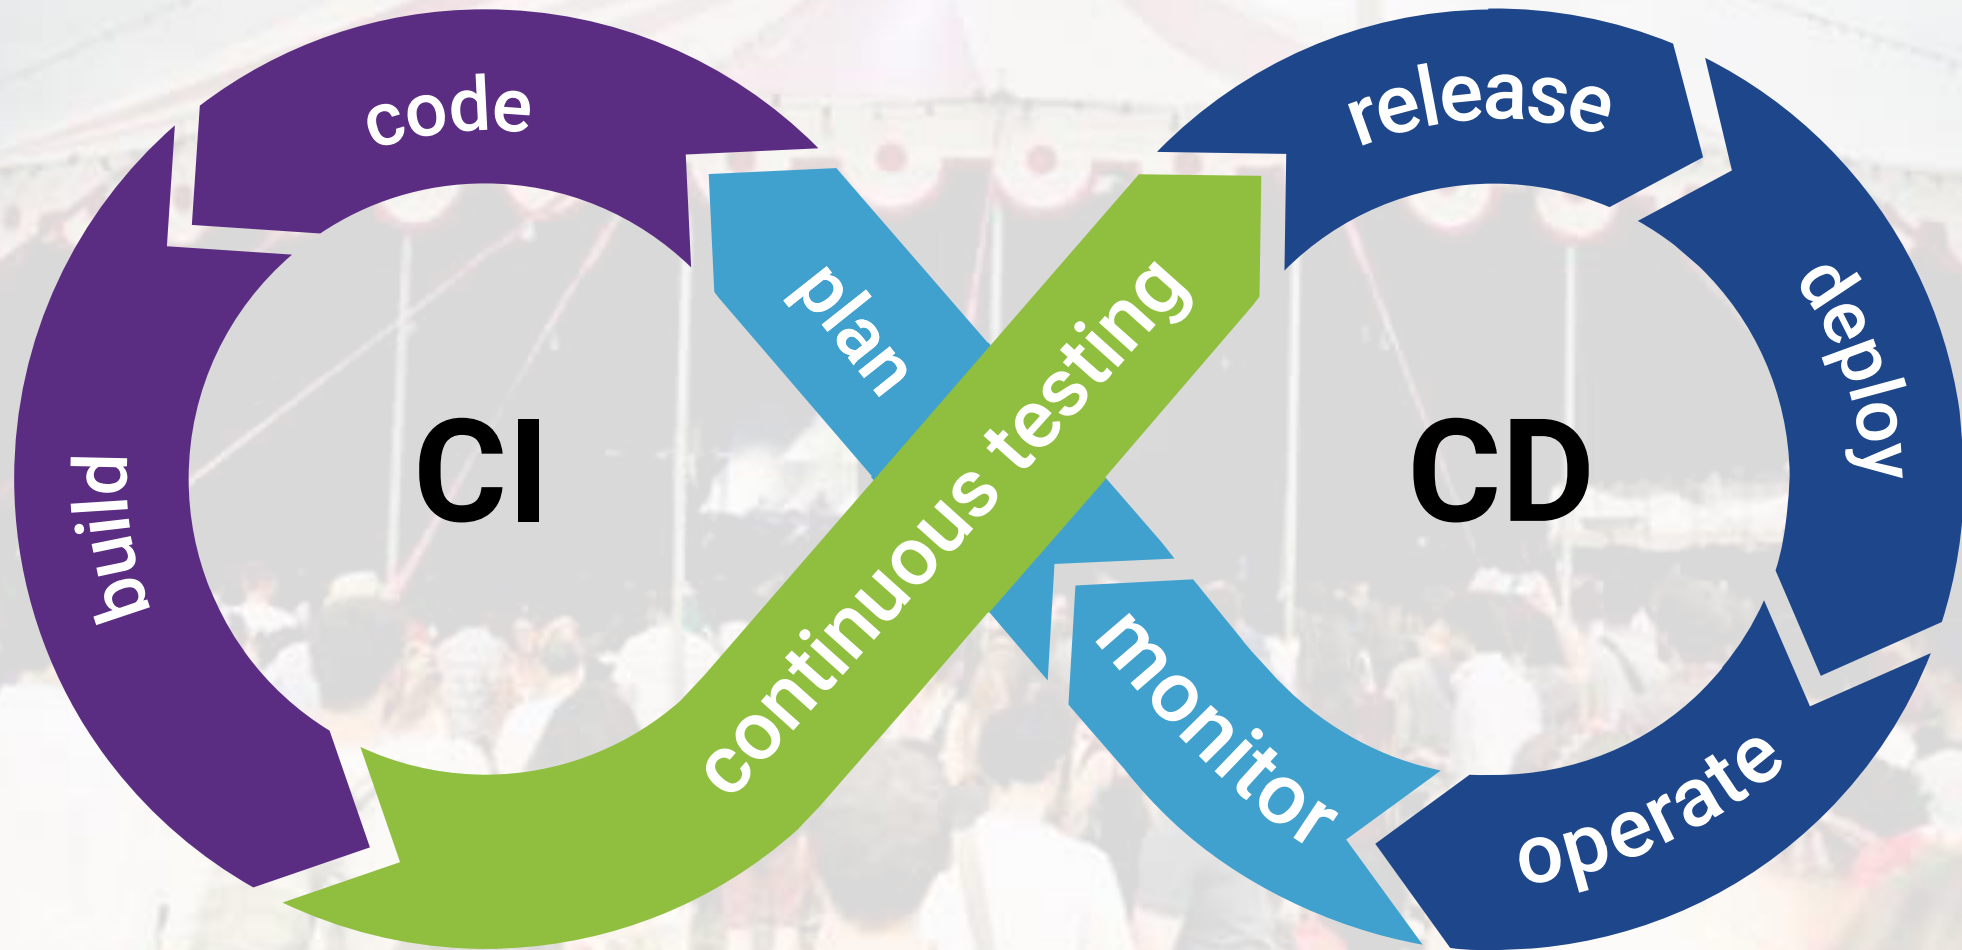 code
build
CI
plan
continuous testing
release
deploy
CD
operate
monitor